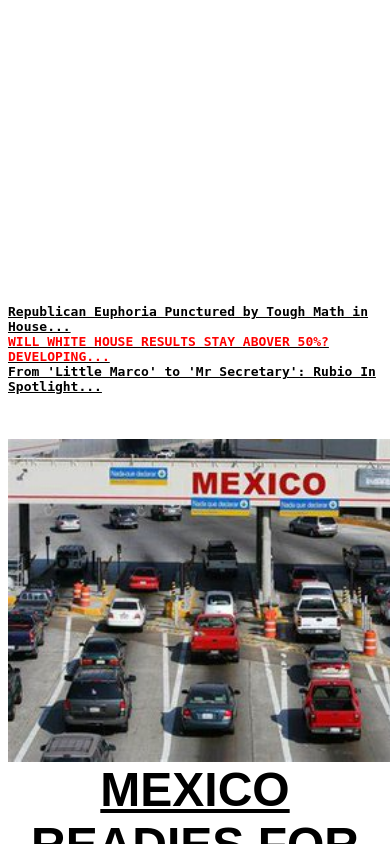 Republican Euphoria Punctured by Tough Math in
House...
WILL WHITE HOUSE RESULTS STAY ABOVER 50%?
DEVELOPING...
From 'Little Marco' to 'Mr Secretary': Rubio In
Spotlight...
MEXICO
Nada que declarar
Nada que declarar
Nada que declarar
MEXICO
READIES FOR